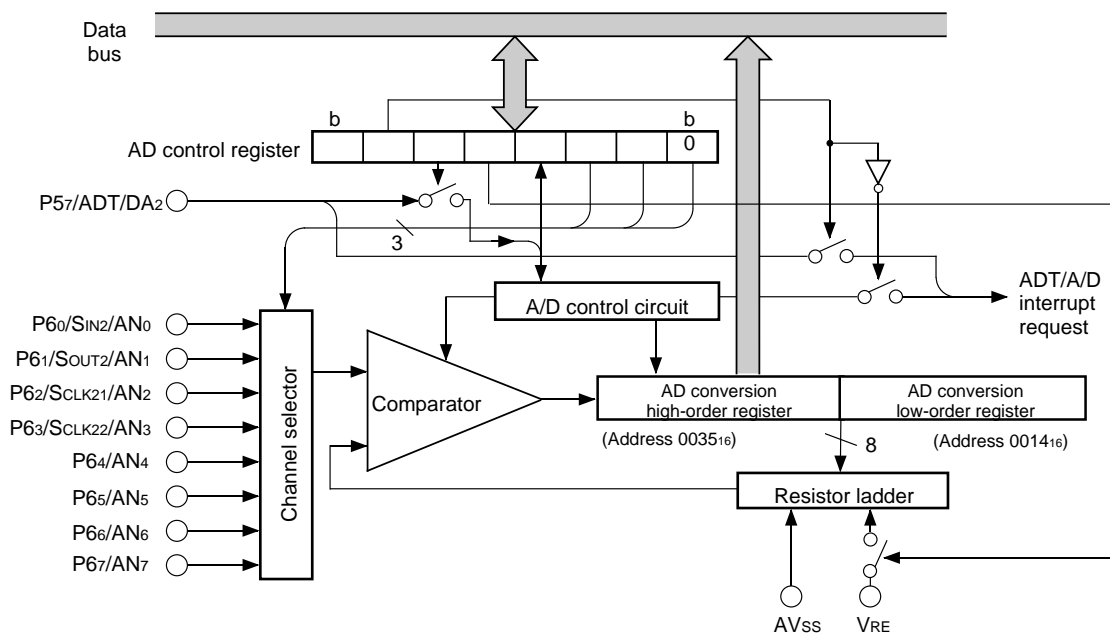 Data
bus
b
b
AD control register
0
P57/ADT/DA2
3
ADT/A/D
interrupt
request
A/D control circuit
P60/SIN2/AN0
P61/SOUT2/AN1
P62/SCLK21/AN2
P63/SCLK22/AN3
P64/AN4
P65/AN5
P66/AN6
P67/AN7
Channel selector
Comparator
AD conversion
high-order register
AD conversion
low-order register
(Address 003516)
8
(Address 001416)
Resistor ladder
AVSS
VRE